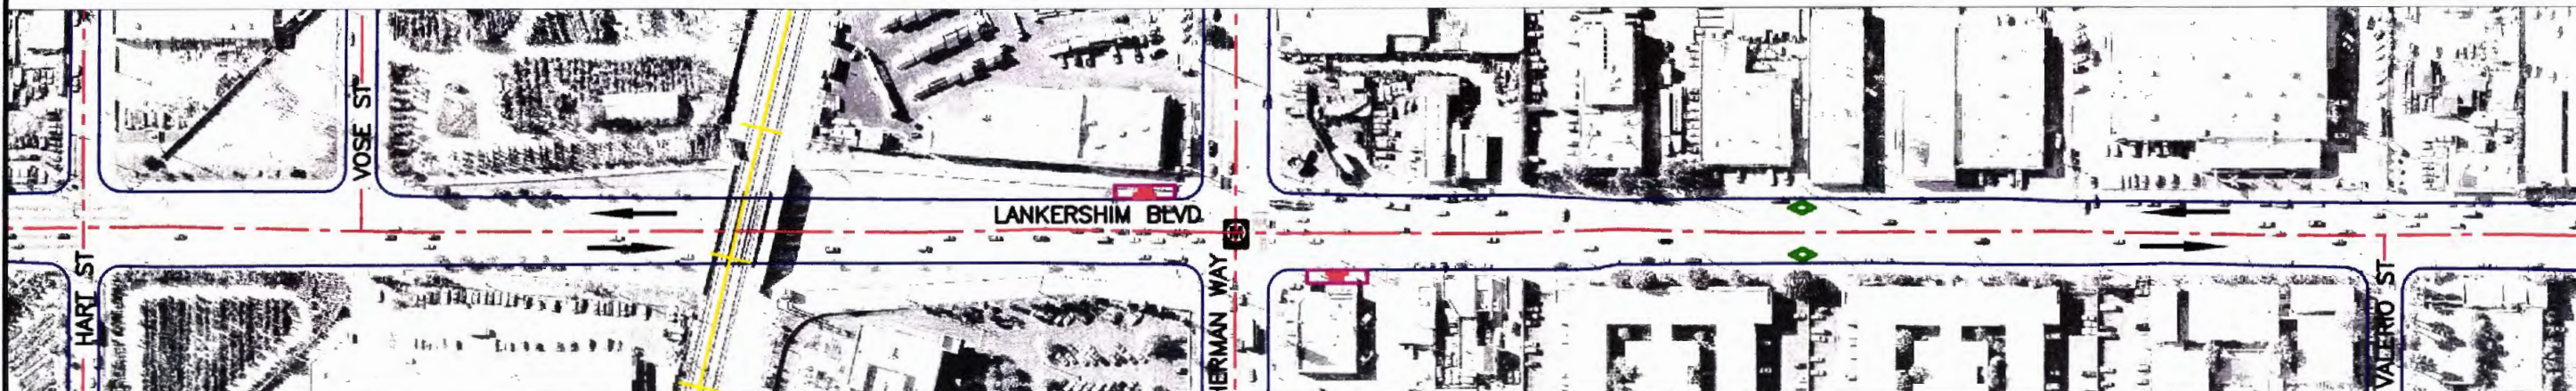 VOSE ST
LANKERSHIM BLVD.
HART ST
HERMAN WAY
VALERIO ST